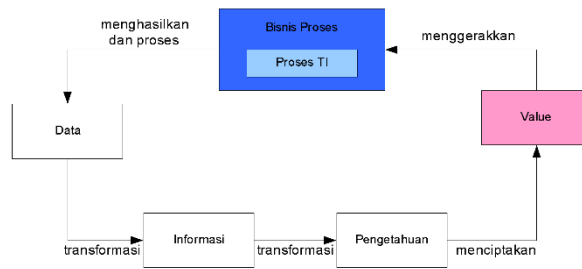 menghasilkan
dan proses
Bisnis Proses
Proses TI
menggerakkan
Data
Value
transformasi
Informasi
transformasi
Pengetahuan
menciptakan